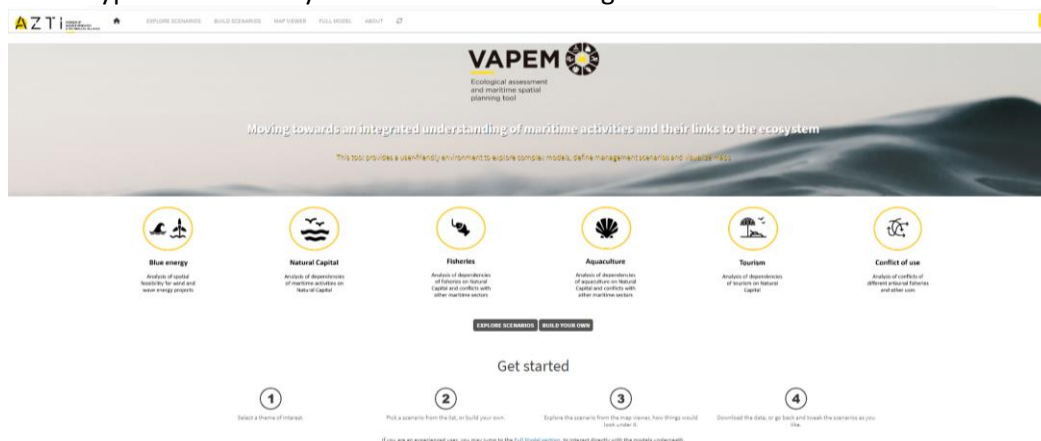 AZTi
EXPLORE SCENARIOS BUILD SCENARIOS MAP VIEWER FULL MODEL ABOUT
VAPEM
Ecological assessment
and maritime spatial
planning tool
Moving towards an integrated understanding of maritime activities and their links to the ecosystem
This tool provides a user-friendly environment to explore complex models, define management scenarios and visualize maps
Blue energy
Analysis of spatial
feasibility for wind and
wave energy projects
Natural Capital
Analysis of dependencies
of maritime activities on
Natural Capital
Fisheries
Analysis of dependencies
of fisheries on Natural
Capital and conflicts with
other maritime sectors
Aquaculture
Analysis of dependencies
of aquaculture on Natural
Capital and conflicts with
other maritime sectors
Tourism
Analysis of dependencies
of tourism on Natural
Capital
Conflict of use
Analysis of conflicts of
different artisanal fisheries
and other uses
EXPLORE SCENARIOS BUILD YOUR OWN
Get started
1
Select a theme of interest.
2
Pick a scenario from the list, or build your own.
3
Explore the scenario from the map viewer, how things would
look under it.
4
Download the data, or go back and tweak the scenarios as you
like.
If you are an experienced user, you may jump to the Full Model section, to interact directly with the models underneath